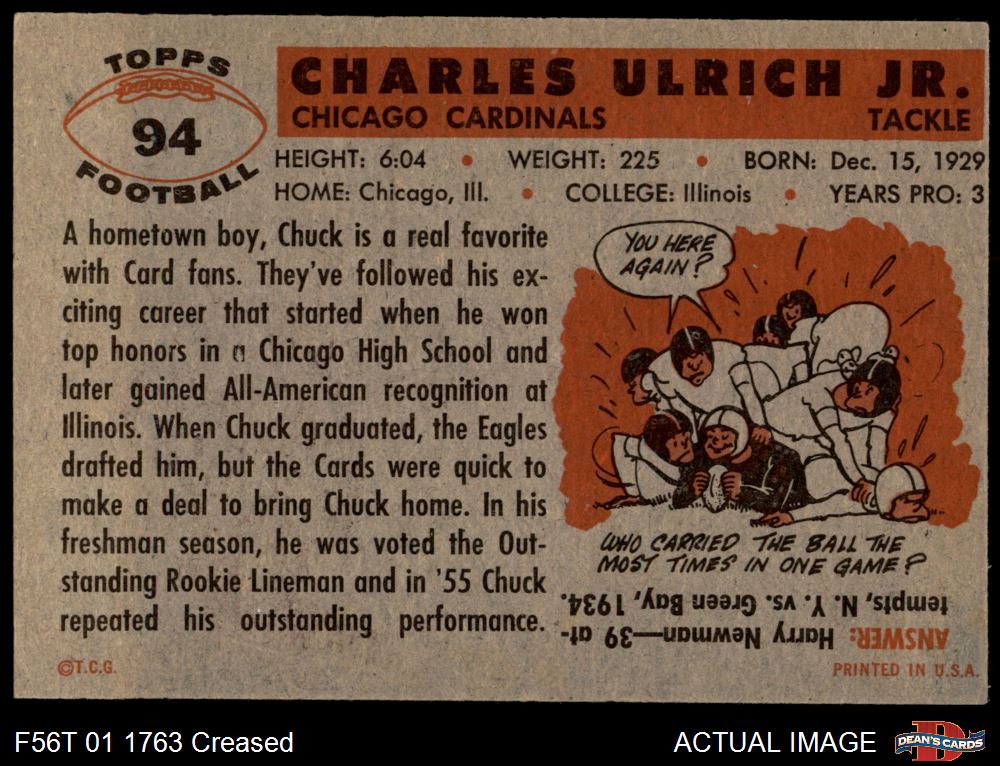 TOPPS
94
FOOTBALL
CHARLES ULRICH JR.
CHICAGO CARDINALS TACKLE
HEIGHT: 6:04 • WEIGHT: 225 • BORN: Dec. 15, 1929
HOME: Chicago, Ill. • COLLEGE: Illinois • YEARS PRO: 3
A hometown boy, Chuck is a real favorite
with Card fans. They've followed his ex-
citing career that started when he won
top honors in a Chicago High School and
later gained All-American recognition at
Illinois. When Chuck graduated, the Eagles
drafted him, but the Cards were quick to
make a deal to bring Chuck home. In his
freshman season, he was voted the Out-
standing Rookie Lineman and in '55 Chuck
repeated his outstanding performance.
©T.C.G.
YOU HERE
AGAIN?
WHO CARRIED THE BALL THE
MOST TIMES IN ONE GAME?
ANSWER: Harry Newman—39 at-
tempts, N. Y. vs. Green Bay, 1934.
PRINTED IN U.S.A.
F56T 01 1763 Creased
ACTUAL IMAGE
D
DEAN'S CARDS